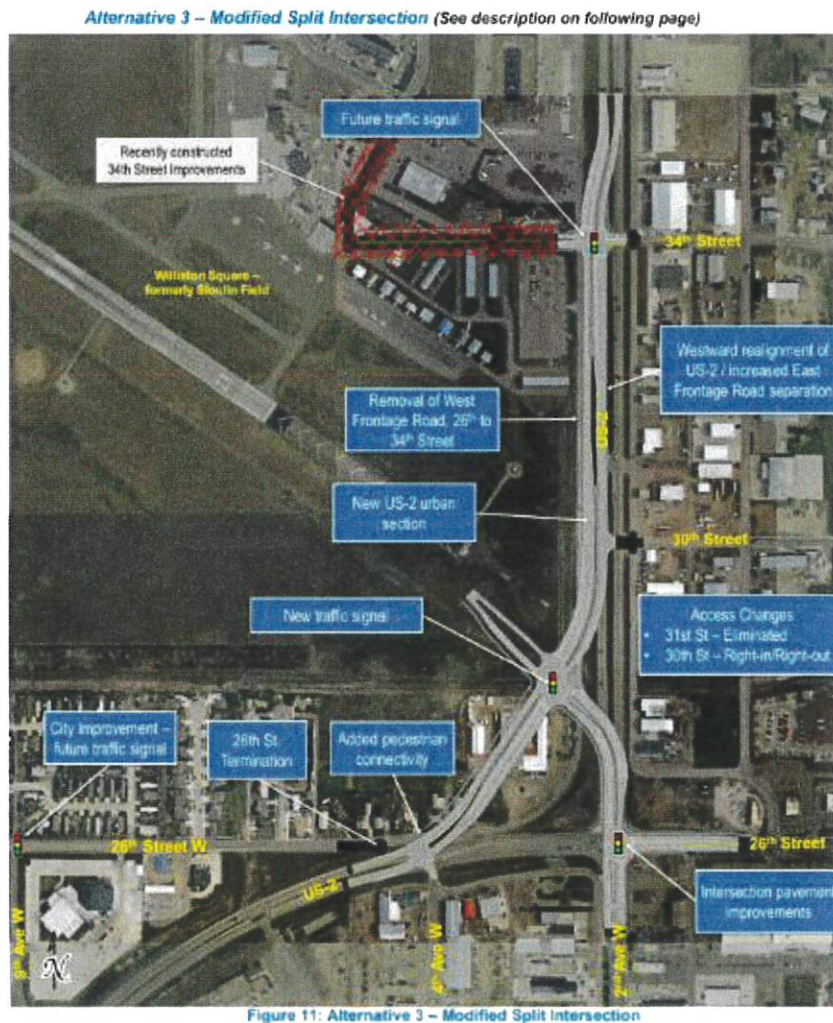 Alternative 3 – Modified Split Intersection (See description on following page)
Future traffic signal
Recently constructed
34th Street Improvements
34th Street
Williston Square –
formerly Sloulin Field
Westward realignment of
US-2 / increased East
Frontage Road separation
Removal of West
Frontage Road, 26th to
34th Street
US-2
New US-2 urban
section
30th Street
New traffic signal
Access Changes
• 31st St – Eliminated
• 30th St – Right-in/Right-out
City Improvement –
future traffic signal
26th St.
Termination
Added pedestrian
connectivity
26th Street W
26th Street
US-2
Intersection pavement
improvements
9th Ave W
4th Ave W
2nd Ave W
N
Figure 11: Alternative 3 – Modified Split Intersection